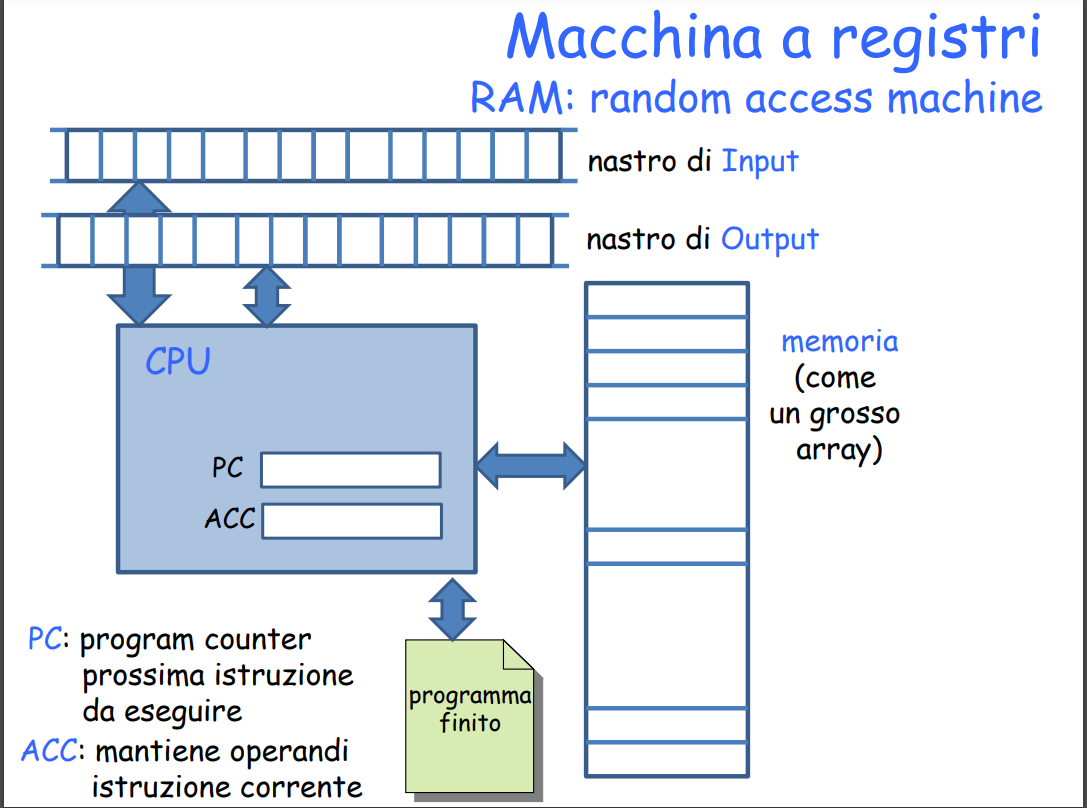 Macchina a registri
RAM: random access machine
nastro di Input
nastro di Output
CPU
PC
ACC
memoria
(come
un grosso
array)
programma
finito
PC: program counter
prossima istruzione
da eseguire
ACC: mantiene operandi
istruzione corrente